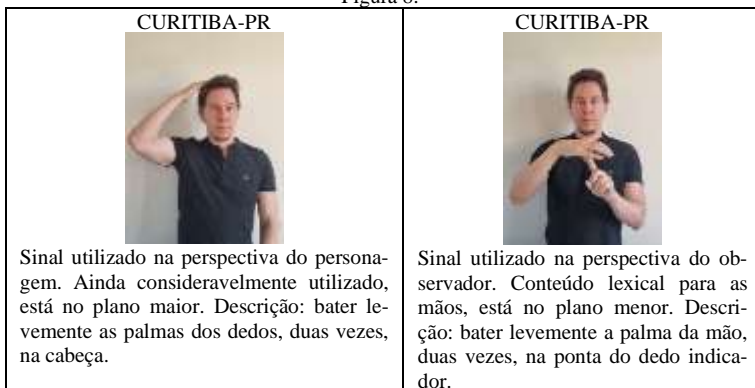 CURITIBA-PR
Sinal utilizado na perspectiva do persona-
gem. Ainda consideravelmente utilizado,
está no plano maior. Descrição: bater le-
vemente as palmas dos dedos, duas vezes,
na cabeça.
CURITIBA-PR
Sinal utilizado na perspectiva do ob-
servador. Conteúdo lexical para as
mãos, está no plano menor. Descri-
ção: bater levemente a palma da mão,
duas vezes, na ponta do dedo indica-
dor.